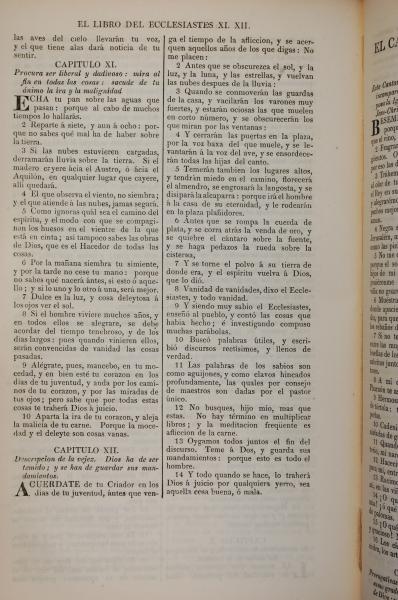 EL LIBRO DEL ECCLESIASTES XI. XII.
las aves del cielo llevarán tu voz,
y el que tiene alas dará noticia de tu
sentir.
CAPITULO XI.
Procura ser liberal y dadivoso: mira al
fin en todas las cosas: sacude de tu
ánimo la ira y la malignidad
ECHA tu pan sobre las aguas que
pasan: porque al cabo de muchos
tiempos lo hallarás.
2 Reparte á siete, y aun á ocho: por-
que no sabes qué mal ha de haber sobre
la tierra.
3 Si las nubes estuvieren cargadas,
derramarán lluvia sobre la tierra. Si el
madero cayere ácia el Austro, ó ácia el
Aquilón, en qualquier lugar que cayere,
allí quedará.
4 El que observa el viento, no siembra;
y el que atiende á las nubes, jamas segará.
5 Como ignoras quál sea el camino del
espíritu, y el modo con que se compagi-
nan los huesos en el vientre de la que
está en cinta; así tampoco sabes las obras
de Dios, que es el Hacedor de todas las
cosas.
6 Por la mañana siembra tu simiente,
y por la tarde no cese tu mano: porque
no sabes qué nacerá ántes, si esto ó aque-
llo; y si lo uno y lo otro á una, será mejor.
7 Dulce es la luz, y cosa deleytosa á
los ojos ver el sol.
8 Si el hombre viviere muchos años, y
en todos ellos se alegrare, se debe
acordar del tiempo tenebroso, y de los
dias largos: pues quando vinieren ellos,
serán convencidas de vanidad las cosas
pasadas.
9 Alégrate, pues, mancebo, en tu mo-
cedad, y en bien esté tu corazon en los
dias de tu juventud, y anda por los cami-
nos de tu corazon, y por las miradas de
tus ojos; pero sabe que por todas estas
cosas te traherá Dios á juicio.
10 Aparta la ira de tu corazon, y aleja
la malicia de tu carne. Porque la moce-
dad y el deleyte son cosas vanas.
CAPITULO XII.
Descripcion de la vejez. Dios ha de ser
temido; y se han de guardar sus man-
damientos.
ACUERDATE de tu Criador en los
dias de tu juventud, ántes que ven-
ga el tiempo de la afliccion, y se acer-
quen aquellos años de los que digas: No
me placen:
2 Antes que se obscurezca el sol, y la
luz, y la luna, y las estrellas, y vuelvan
las nubes despues de la lluvia:
3 Quando se conmoverán las guardas
de la casa, y vacilarán los varones muy
fuertes, y estarán ociosas las que muelen
en corto número, y se obscurecerán los
que miran por las ventanas:
4 Y cerrarán las puertas en la plaza,
por la voz baxa del que muele, y se le-
vantarán á la voz del ave, y se ensordece-
rán todas las hijas del canto.
5 Temerán tambien los lugares altos,
y tendrán miedo en el camino, florecerá
el almendro, se engrosará la langosta, y se
disipará la alcaparra: porque irá el hombre
á la casa de su eternidad, y le rodearán
en la plaza plañidores.
6 Antes que se rompa la cuerda de
plata, y se corra atrás la venda de oro, y
se quiebre el cántaro sobre la fuente,
y se haga pedazos la rueda sobre la
cisterna,
7 Y se torne el polvo á su tierra de
donde era, y el espíritu vuelva á Dios,
que lo dió.
8 Vanidad de vanidades, dixo el Eccle-
siastes, y todo vanidad.
9 Y siendo muy sabio el Ecclesiastes,
enseñó al pueblo, y contó las cosas que
habia hecho; é investigando compuso
muchas parábolas.
10 Buscó palabras útiles, y escri-
bió discursos rectísimos, y llenos de
verdad.
11 Las palabras de los sabios son
como aguijones, y como clavos hincados
profundamente, las quales por consejo
de maestros son dadas por el pastor
único.
12 No busques, hijo mio, mas que
estas. No hay término en multiplicar
libros; y la meditacion freqüente es
afliccion de la carne.
13 Oygamos todos juntos el fin del
discurso. Teme á Dos, y guarda sus
mandamientos: porque esto es todo el
hombre.
14 Y todo quando se hace, lo traherá
Dios á juicio por qualquiera yerro, sea
aquella cosa buena, ó mala.
EL CA